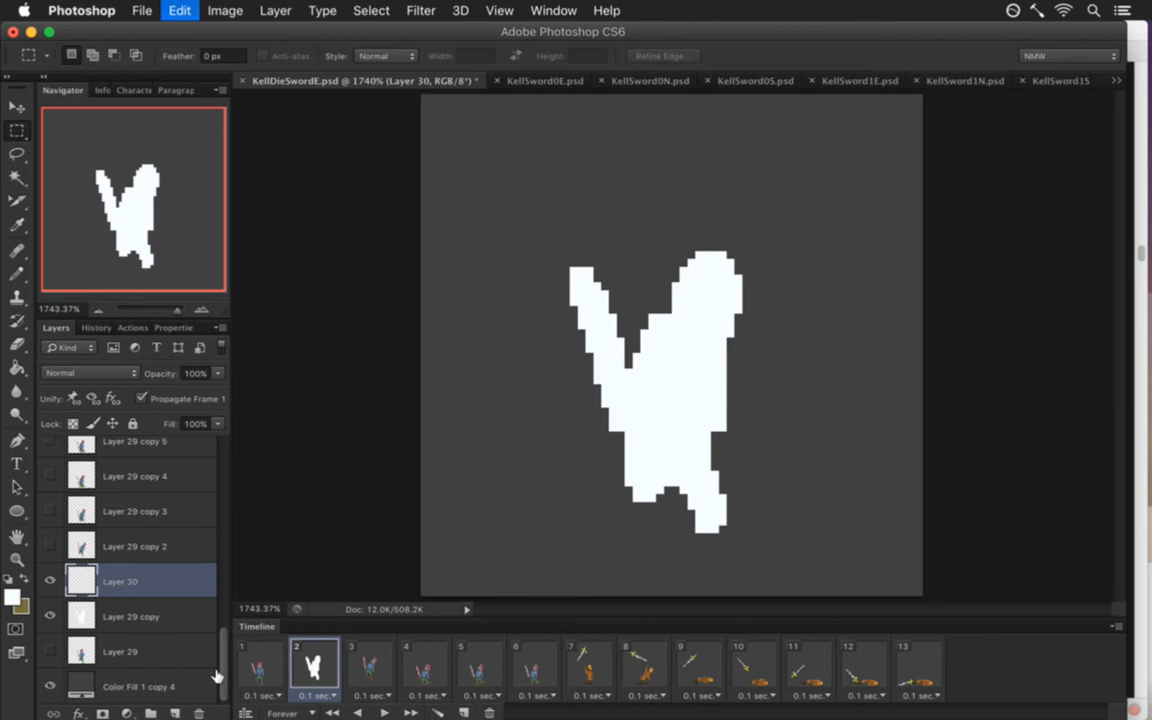 Photoshop File Edit Image Layer Type Select Filter 3D View Window Help
Adobe Photoshop CS6
Feather: 0 px Anti-alias Style: Normal Width: Height: Refine Edge... NMW
KellDieSwordE.psd @ 1740% (Layer 30, RGB/8*) * KellSword0E.psd KellSword0N.psd KellSword0S.psd KellSword1E.psd KellSword1N.psd KellSword1S
Navigator Info Characte Paragrap
1743.37%
Layers History Actions Propertie
Kind
Normal Opacity: 100%
Unify: Propagate Frame 1
Lock: Fill: 100%
Layer 29 copy 5
Layer 29 copy 4
Layer 29 copy 3
Layer 29 copy 2
Layer 30
Layer 29 copy
Layer 29
Color Fill 1 copy 4
fx
1743.37% Doc: 12.0K/508.2K
Timeline
1 2 3 4 5 6 7 8 9 10 11 12 13
0.1 sec. 0.1 sec. 0.1 sec. 0.1 sec. 0.1 sec. 0.1 sec. 0.1 sec. 0.1 sec. 0.1 sec. 0.1 sec. 0.1 sec. 0.1 sec. 0.1 sec.
Forever